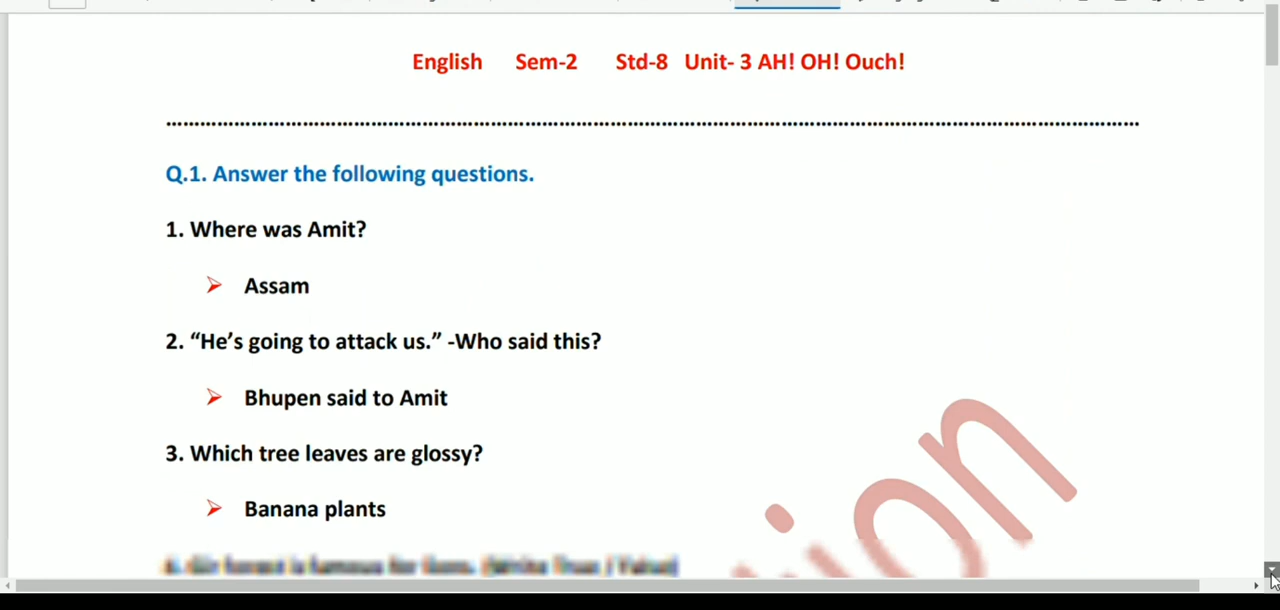 English Sem-2 Std-8 Unit- 3 AH! OH! Ouch!
Q.1. Answer the following questions.
1. Where was Amit?
➢ Assam
2. “He’s going to attack us.” -Who said this?
➢ Bhupen said to Amit
3. Which tree leaves are glossy?
➢ Banana plants